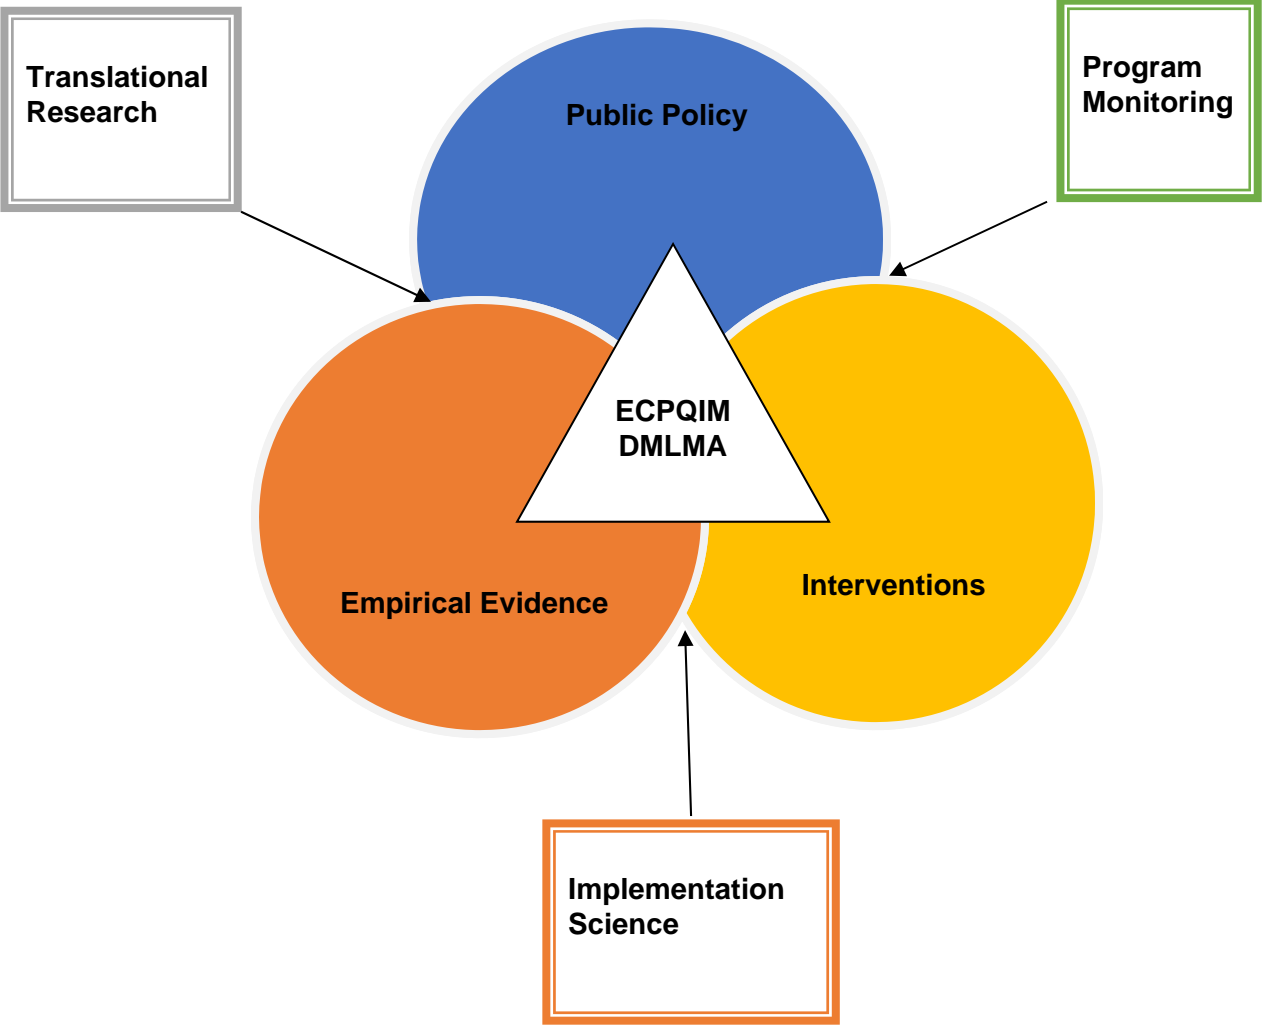 Translational
Research
Public Policy
Program
Monitoring
ECPQIM
DMLMA
Empirical Evidence
Interventions
Implementation
Science